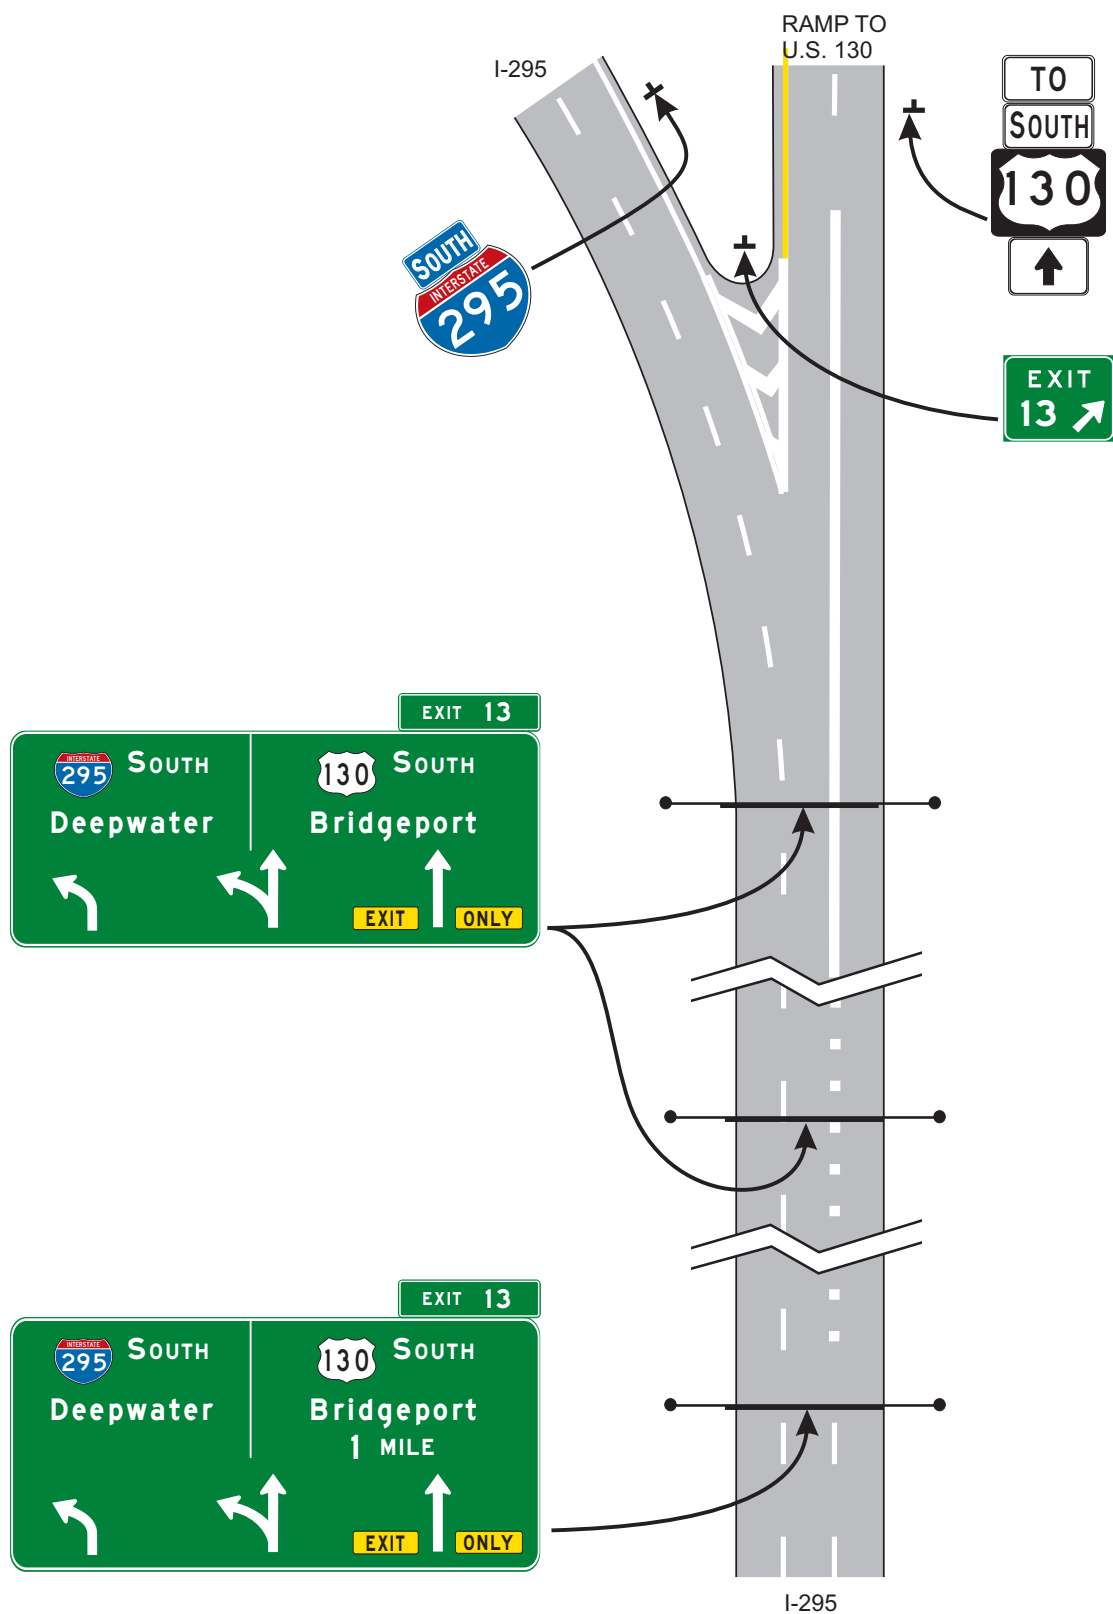 RAMP TO
U.S. 130
I-295
TO
SOUTH
130
SOUTH
INTERSTATE
295
EXIT
13
EXIT 13
INTERSTATE
295 SOUTH
130 SOUTH
Deepwater
Bridgeport
EXIT ONLY
EXIT 13
INTERSTATE
295 SOUTH
130 SOUTH
Deepwater
Bridgeport
1 MILE
EXIT ONLY
I-295